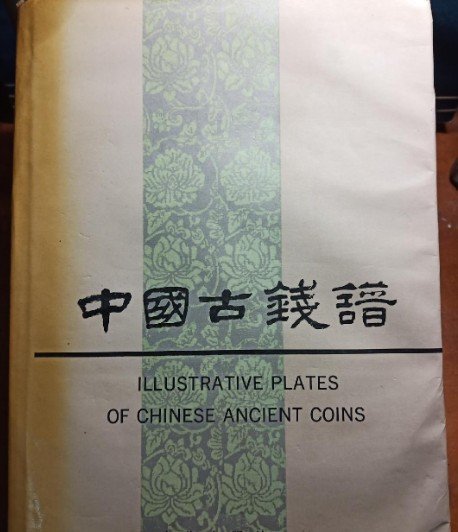 中國古錢譜
ILLUSTRATIVE PLATES
OF CHINESE ANCIENT COINS